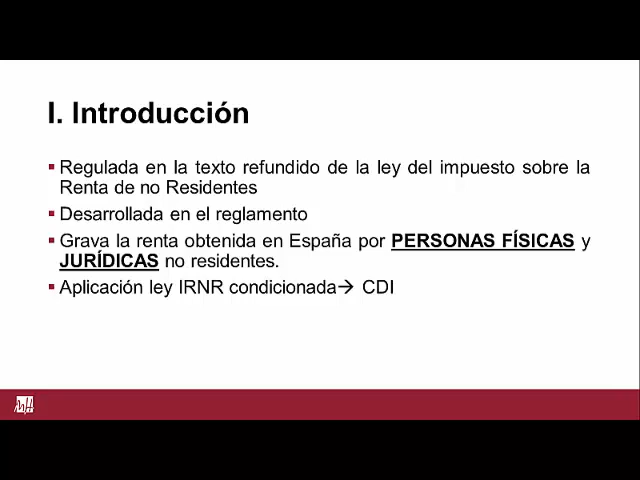 I. Introducción
▪ Regulada en la texto refundido de la ley del impuesto sobre la
Renta de no Residentes
▪ Desarrollada en el reglamento
▪ Grava la renta obtenida en España por PERSONAS FÍSICAS y
JURÍDICAS no residentes.
▪ Aplicación ley IRNR condicionada→ CDI